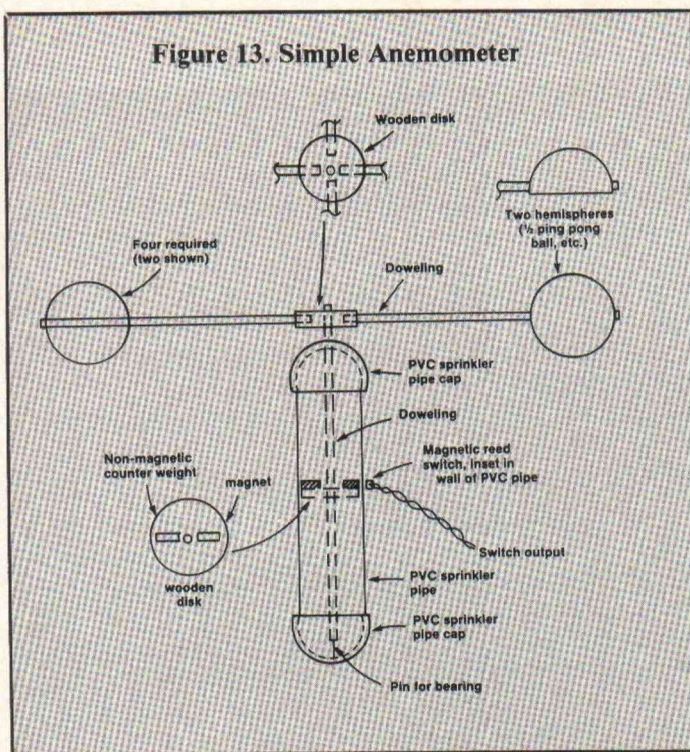 Figure 13. Simple Anemometer
Wooden disk
Two hemispheres
(½ ping pong
ball, etc.)
Four required
(two shown)
Doweling
PVC sprinkler
pipe cap
Doweling
Magnetic reed
switch, inset in
wall of PVC pipe
Non-magnetic
counter weight
magnet
Switch output
wooden
disk
PVC sprinkler
pipe
PVC sprinkler
pipe cap
Pin for bearing